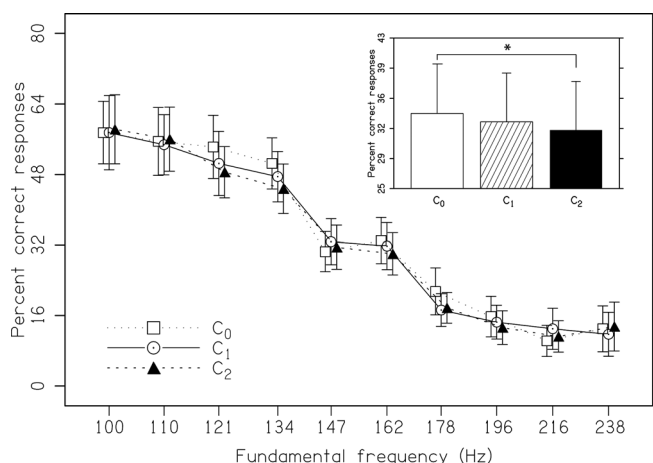 80
64
48
32
16
0
Percent correct responses
100 110 121 134 147 162 178 196 216 238
Fundamental frequency (Hz)
C0
C1
C2
43
39
36
32
29
25
Percent correct responses
*
C0 C1 C2